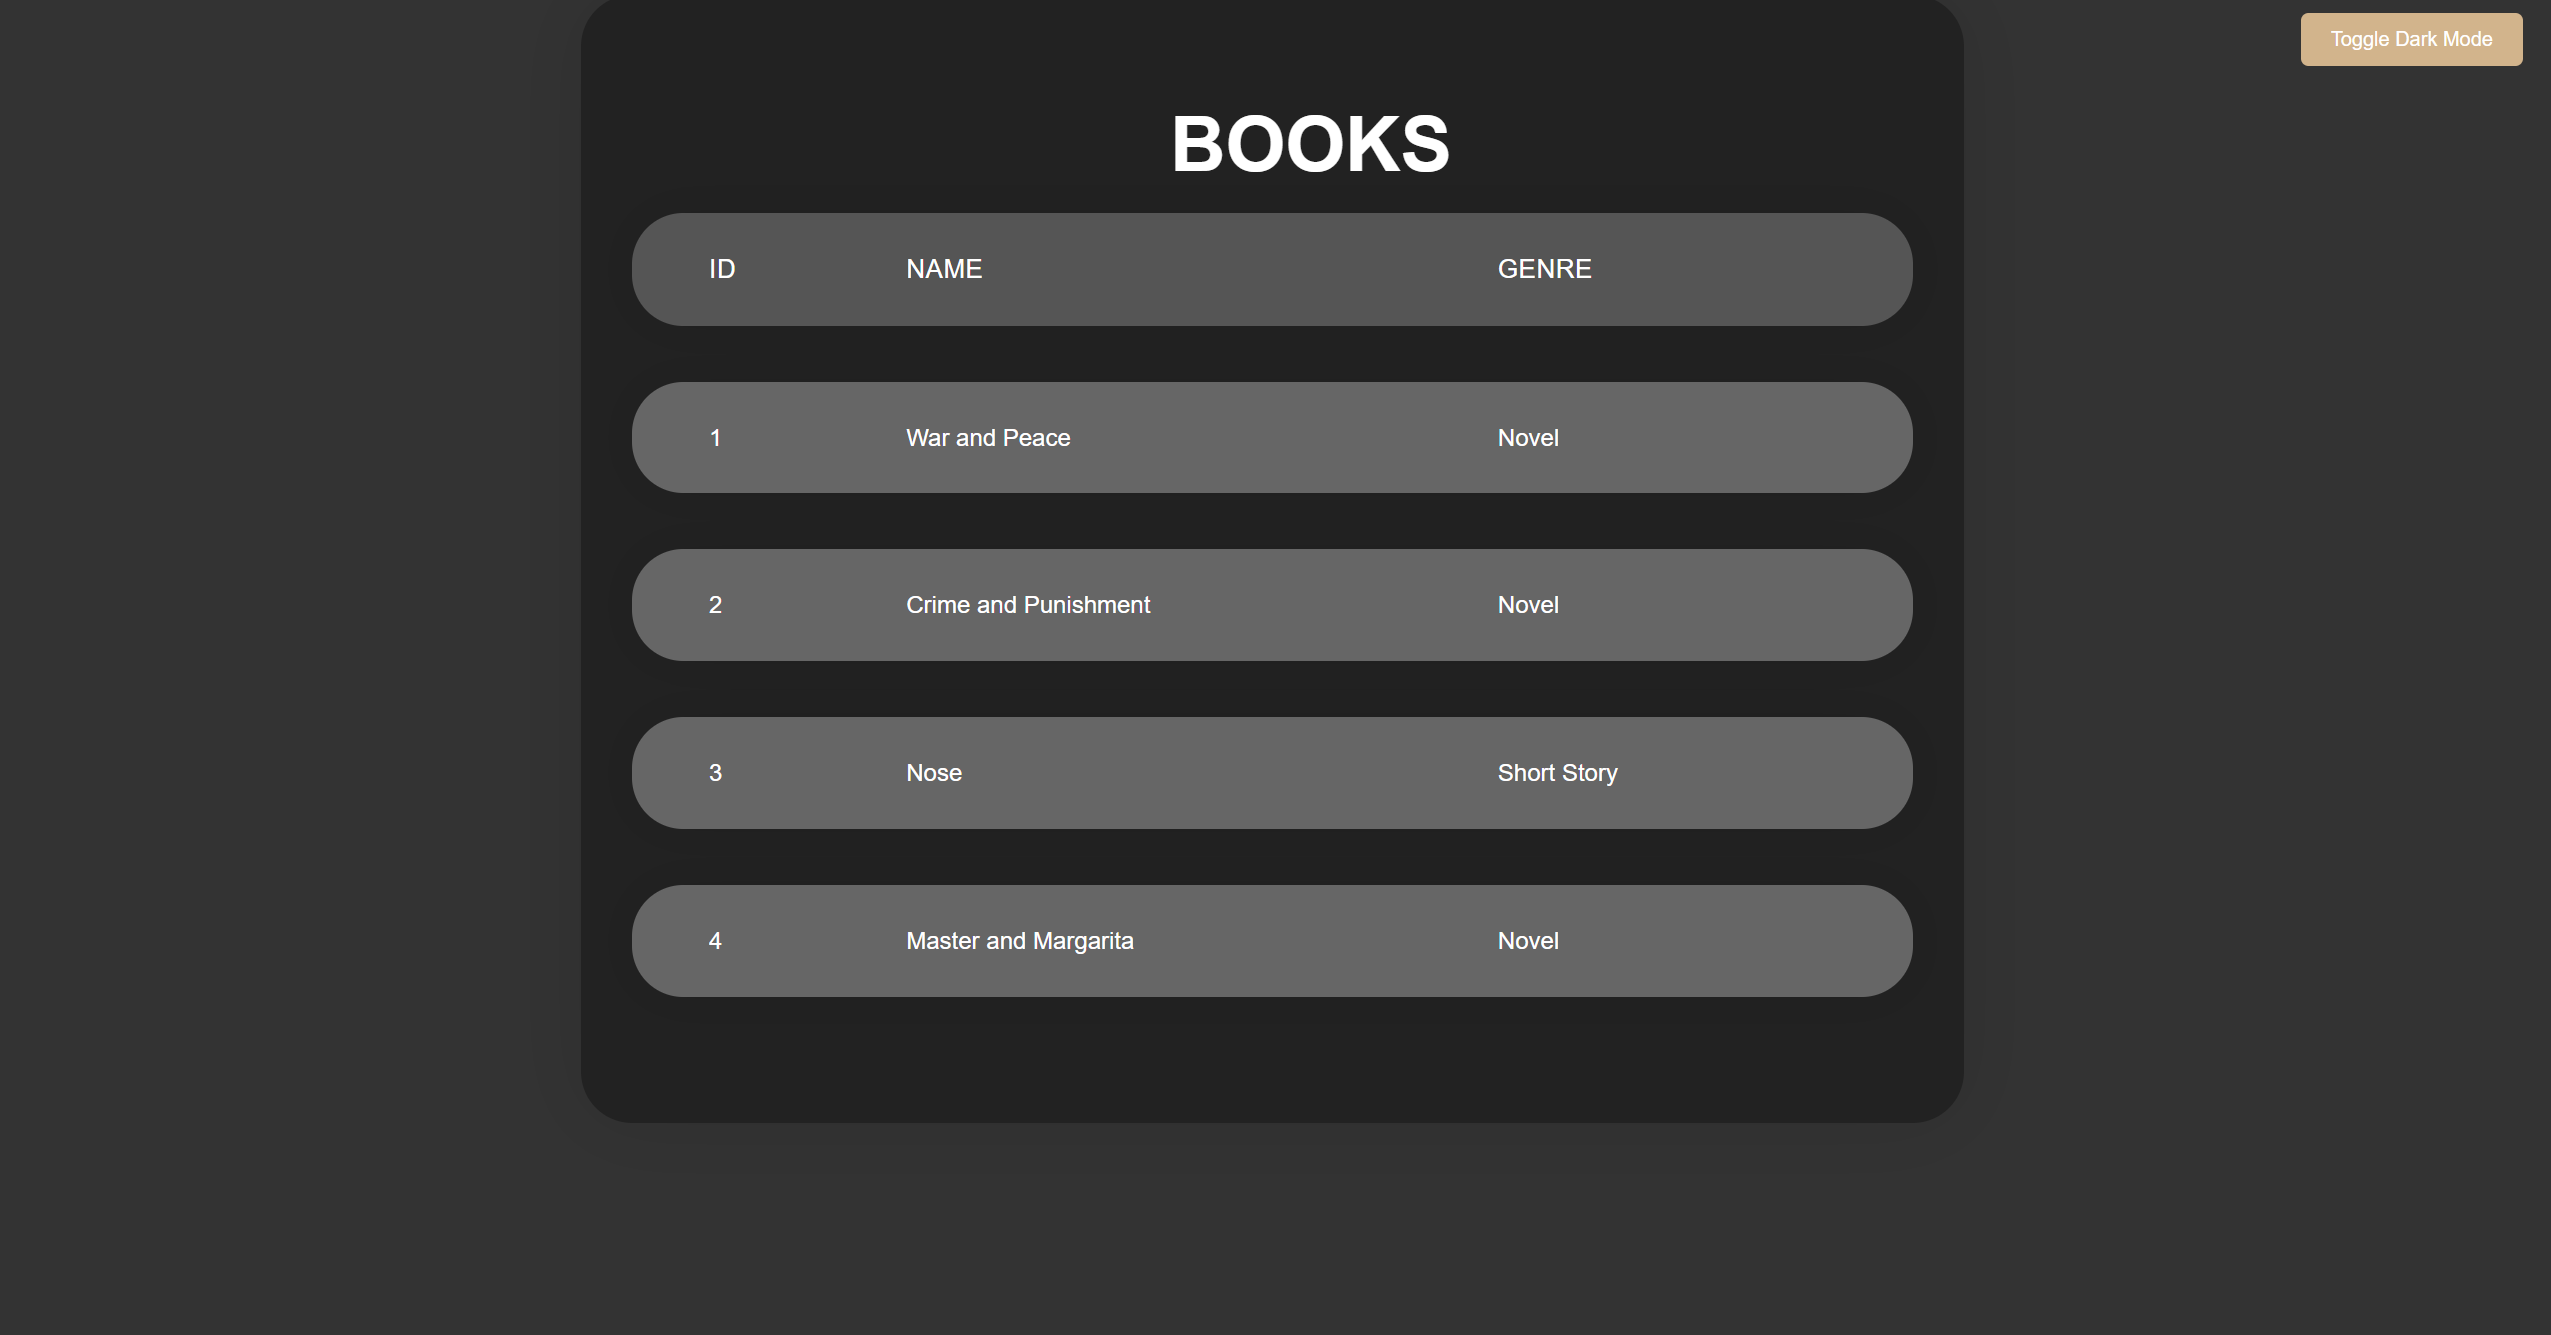 Toggle Dark Mode
BOOKS
ID NAME GENRE
1 War and Peace Novel
2 Crime and Punishment Novel
3 Nose Short Story
4 Master and Margarita Novel